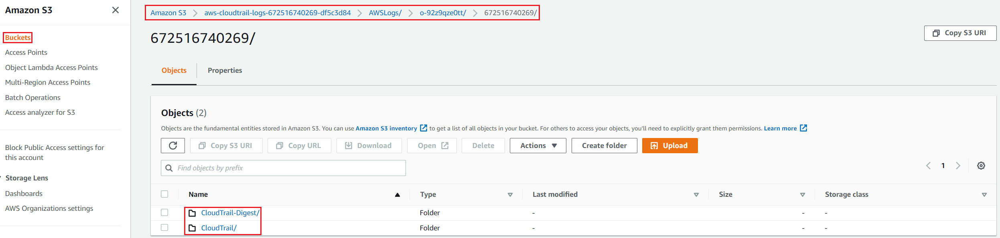 Amazon S3
Buckets
Access Points
Object Lambda Access Points
Multi-Region Access Points
Batch Operations
Access analyzer for S3
Block Public Access settings for
this account
Storage Lens
Dashboards
AWS Organizations settings
Amazon S3 aws-cloudtrail-logs-672516740269-df5c3d84 AWSLogs/ o-92z9qze0tt/ 672516740269/
672516740269/
Copy S3 URI
Objects Properties
Objects (2)
Objects are the fundamental entities stored in Amazon S3. You can use Amazon S3 inventory to get a list of all objects in your bucket. For others to access your objects, you'll need to explicitly grant them permissions. Learn more
Copy S3 URI Copy URL Download Open Delete Actions Create folder Upload
Find objects by prefix
1
Name Type Last modified Size Storage class
CloudTrail-Digest/ Folder - - -
CloudTrail/ Folder - - -